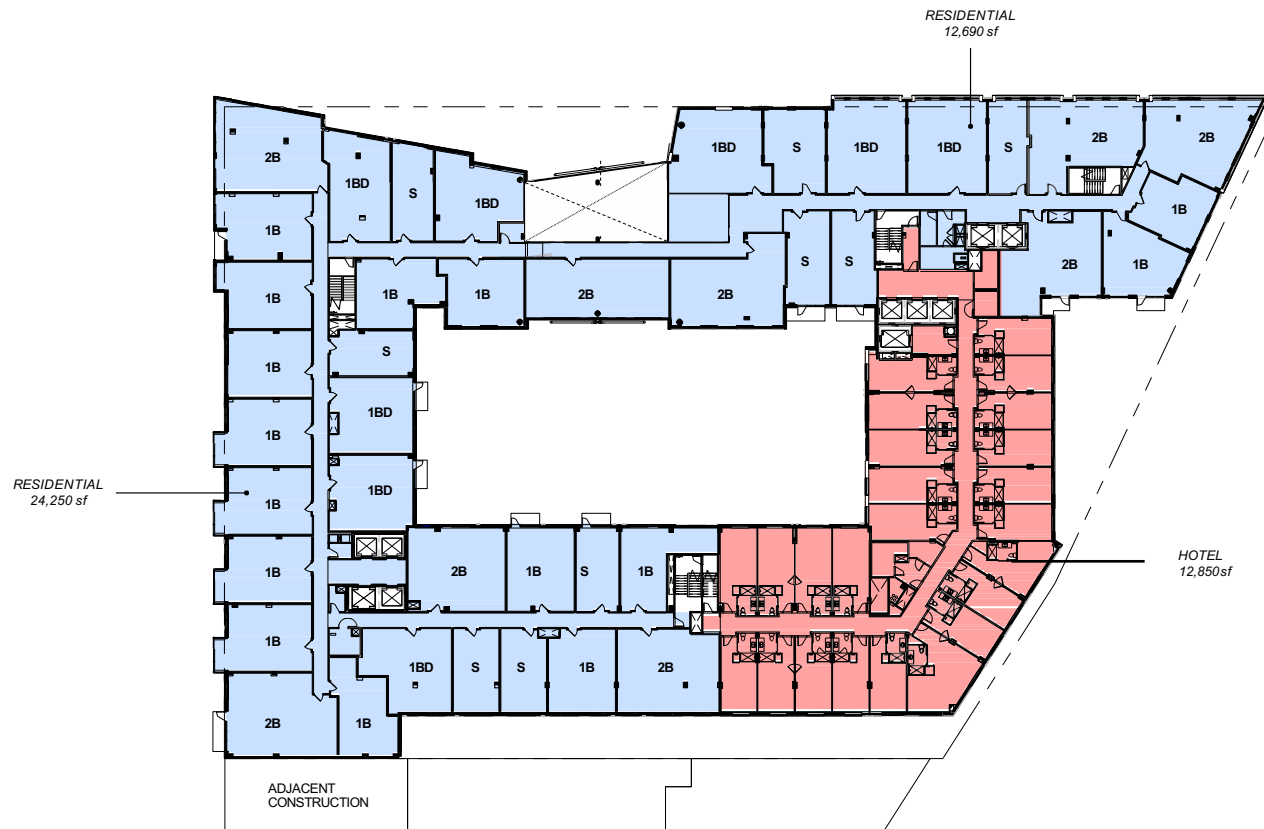 RESIDENTIAL
12,690 sf
1BD
S
1BD
1BD
S
2B
2B
2B
1BD
S
1BD
1B
1B
S
S
2B
1B
1B
1B
1B
2B
2B
1B
S
1B
1BD
1B
RESIDENTIAL
24,250 sf
1BD
1B
HOTEL
12,850sf
1B
2B
1B
S
1B
1B
1BD
S
S
1B
2B
2B
1B
ADJACENT
CONSTRUCTION